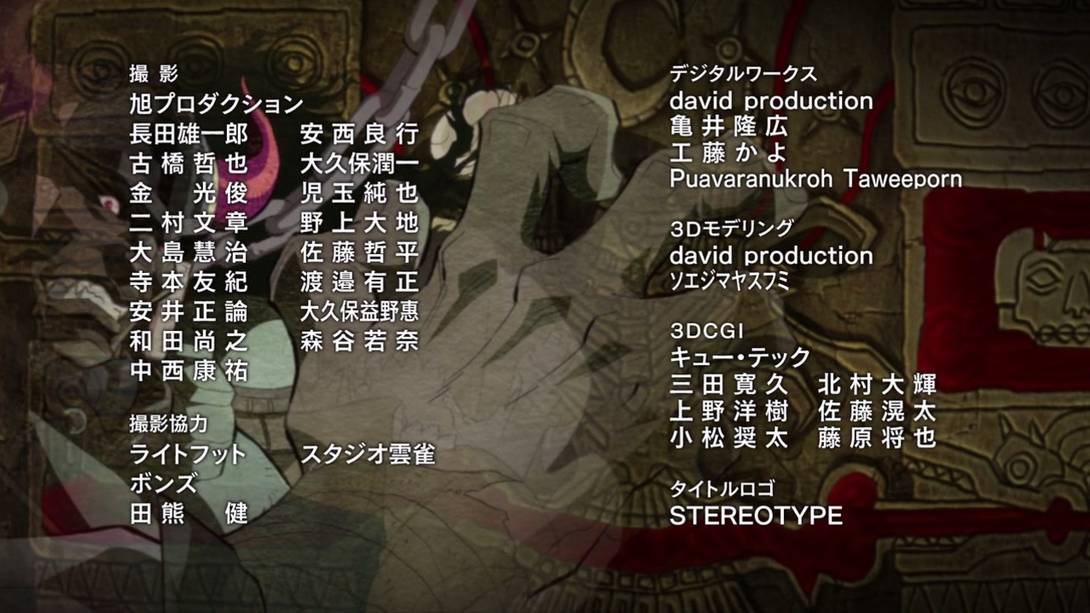 撮影
旭プロダクション
長田雄一郎 安西良行
古橋哲也 大久保潤一
金 光俊 児玉純也
二村文章 野上大地
大島慧治 佐藤哲平
寺本友紀 渡邉有正
安井正論 大久保益野惠
和田尚之 森谷若奈
中西康祐
撮影協力
ライトフット スタジオ雲雀
ボンズ
田熊 健
デジタルワークス
david production
亀井隆広
工藤かよ
Puavaranukroh Taweeporn
3Dモデリング
david production
ソエジマヤスフミ
3DCGI
キュー・テック
三田寛久 北村大輝
上野洋樹 佐藤滉太
小松奨太 藤原将也
タイトルロゴ
STEREOTYPE